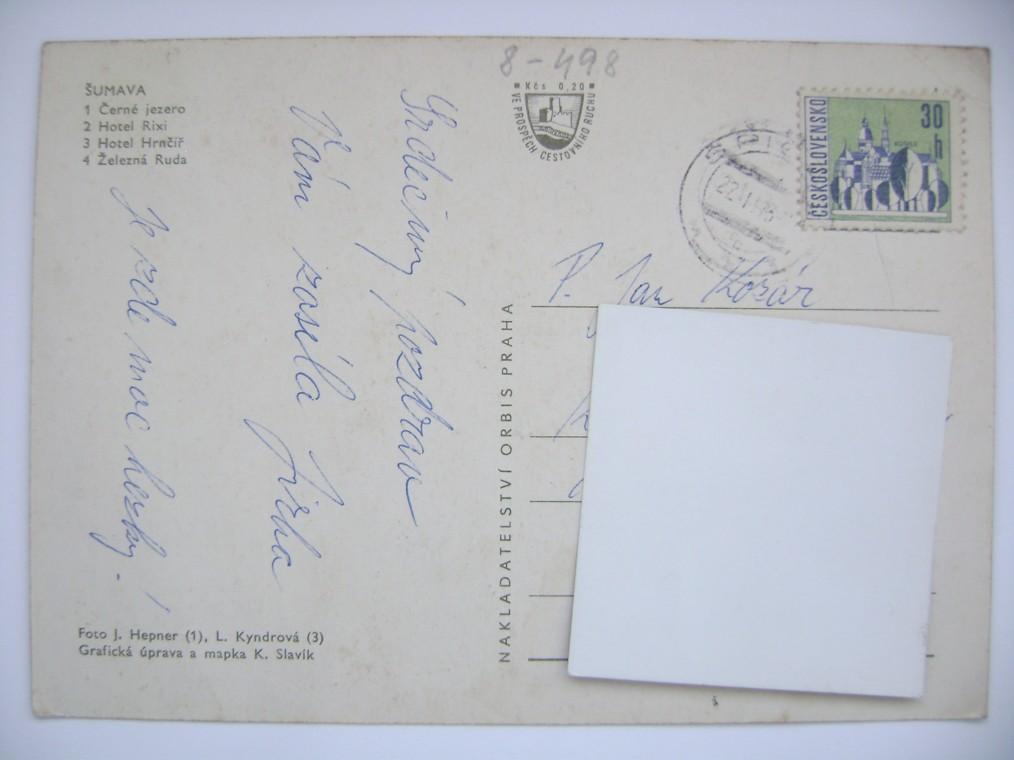 8-498
ŠUMAVA
1 Černé jezero
2 Hotel Rixi
3 Hotel Hrnčíř
4 Železná Ruda
Kčs 0,20
VE PROSPĚCH CESTOVNÍHO RUCHU
ČESKOSLOVENSKO
30
h
Srdečný pozdrav
Vám zasílá
Je zde moc hezky. !
P. Jan Kozár
NAKLADATELSTVÍ ORBIS PRAHA
Foto J. Hepner (1), L. Kyndrová (3)
Grafická úprava a mapka K. Slavík